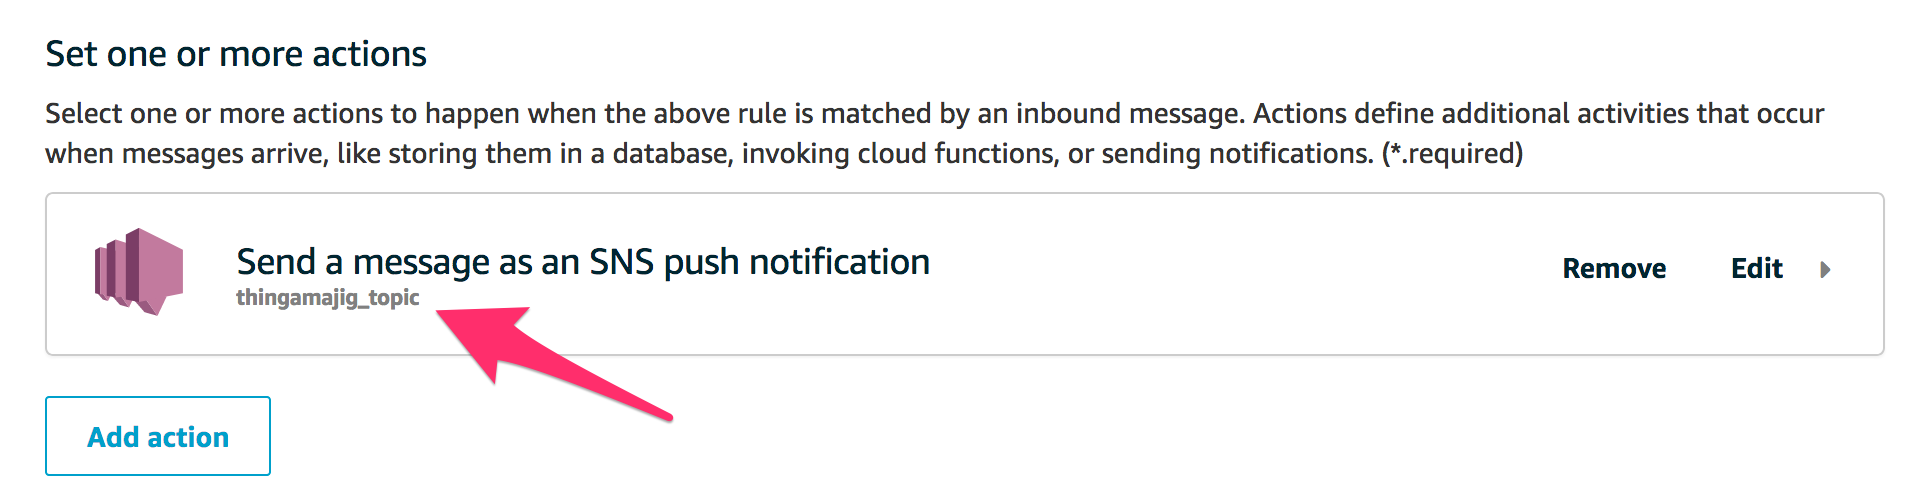 Set one or more actions
Select one or more actions to happen when the above rule is matched by an inbound message. Actions define additional activities that occur
when messages arrive, like storing them in a database, invoking cloud functions, or sending notifications. (*.required)
Send a message as an SNS push notification
thingamajig_topic
Remove Edit
Add action